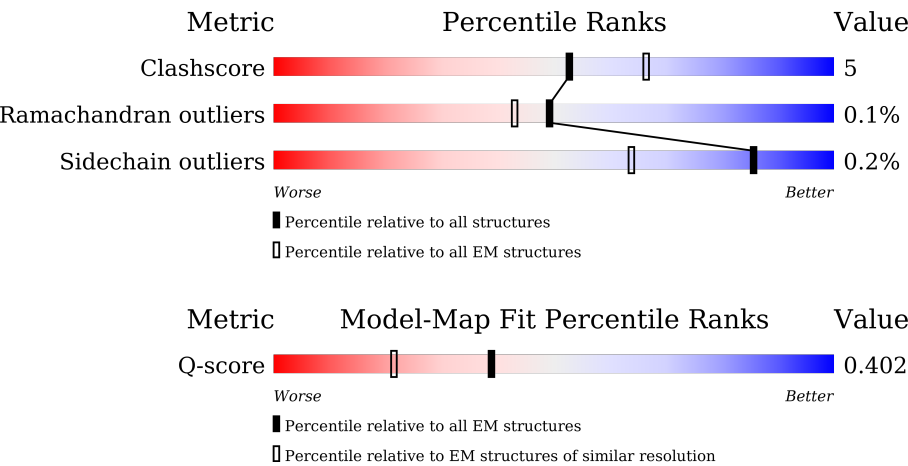 Metric Percentile Ranks Value
Clashscore 5
Ramachandran outliers 0.1%
Sidechain outliers 0.2%
Worse Better
Percentile relative to all structures
Percentile relative to all EM structures
Metric Model-Map Fit Percentile Ranks Value
Q-score 0.402
Worse Better
Percentile relative to all EM structures
Percentile relative to EM structures of similar resolution